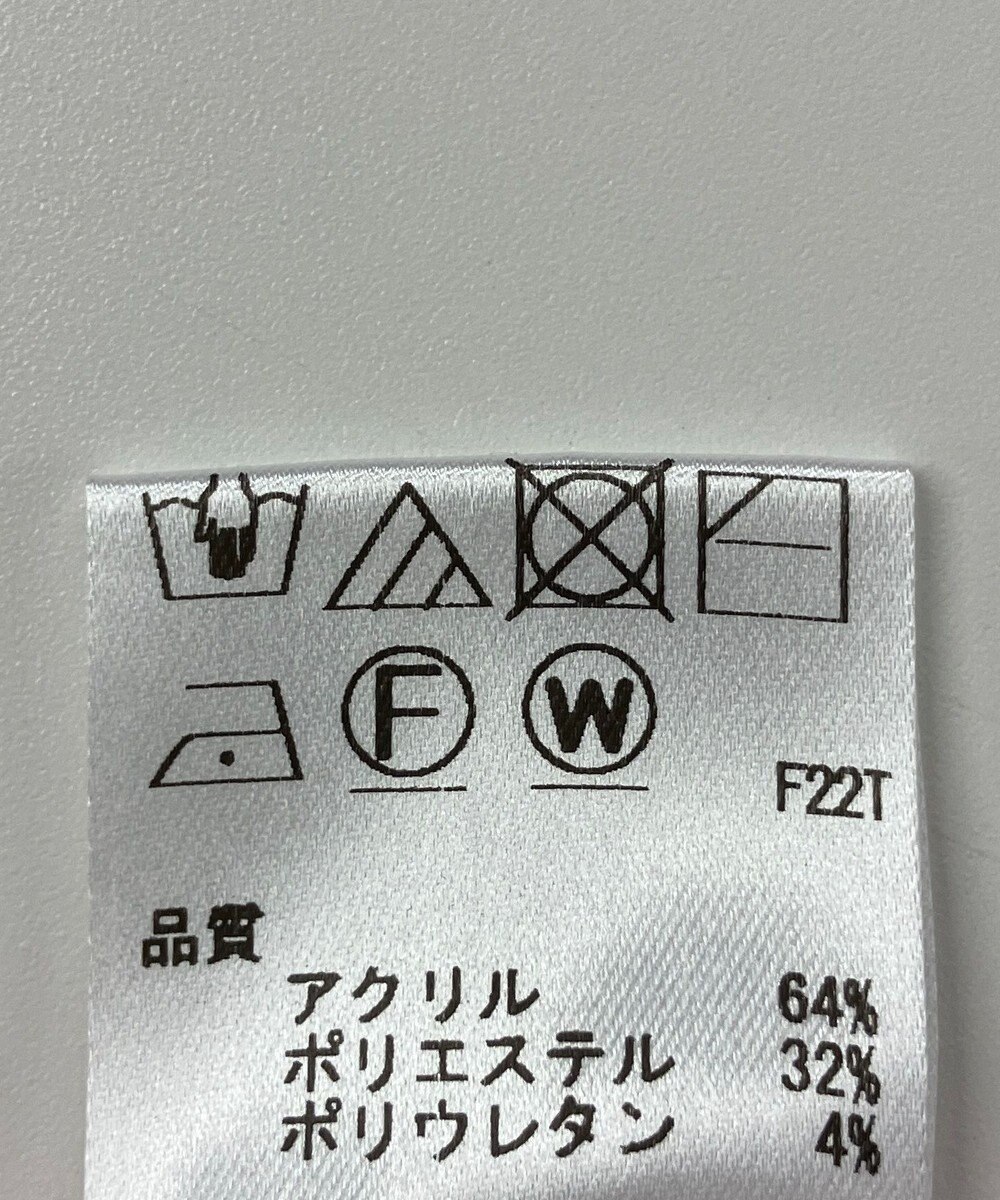 F W
F22T
品質
アクリル 64%
ポリエステル 32%
ポリウレタン 4%